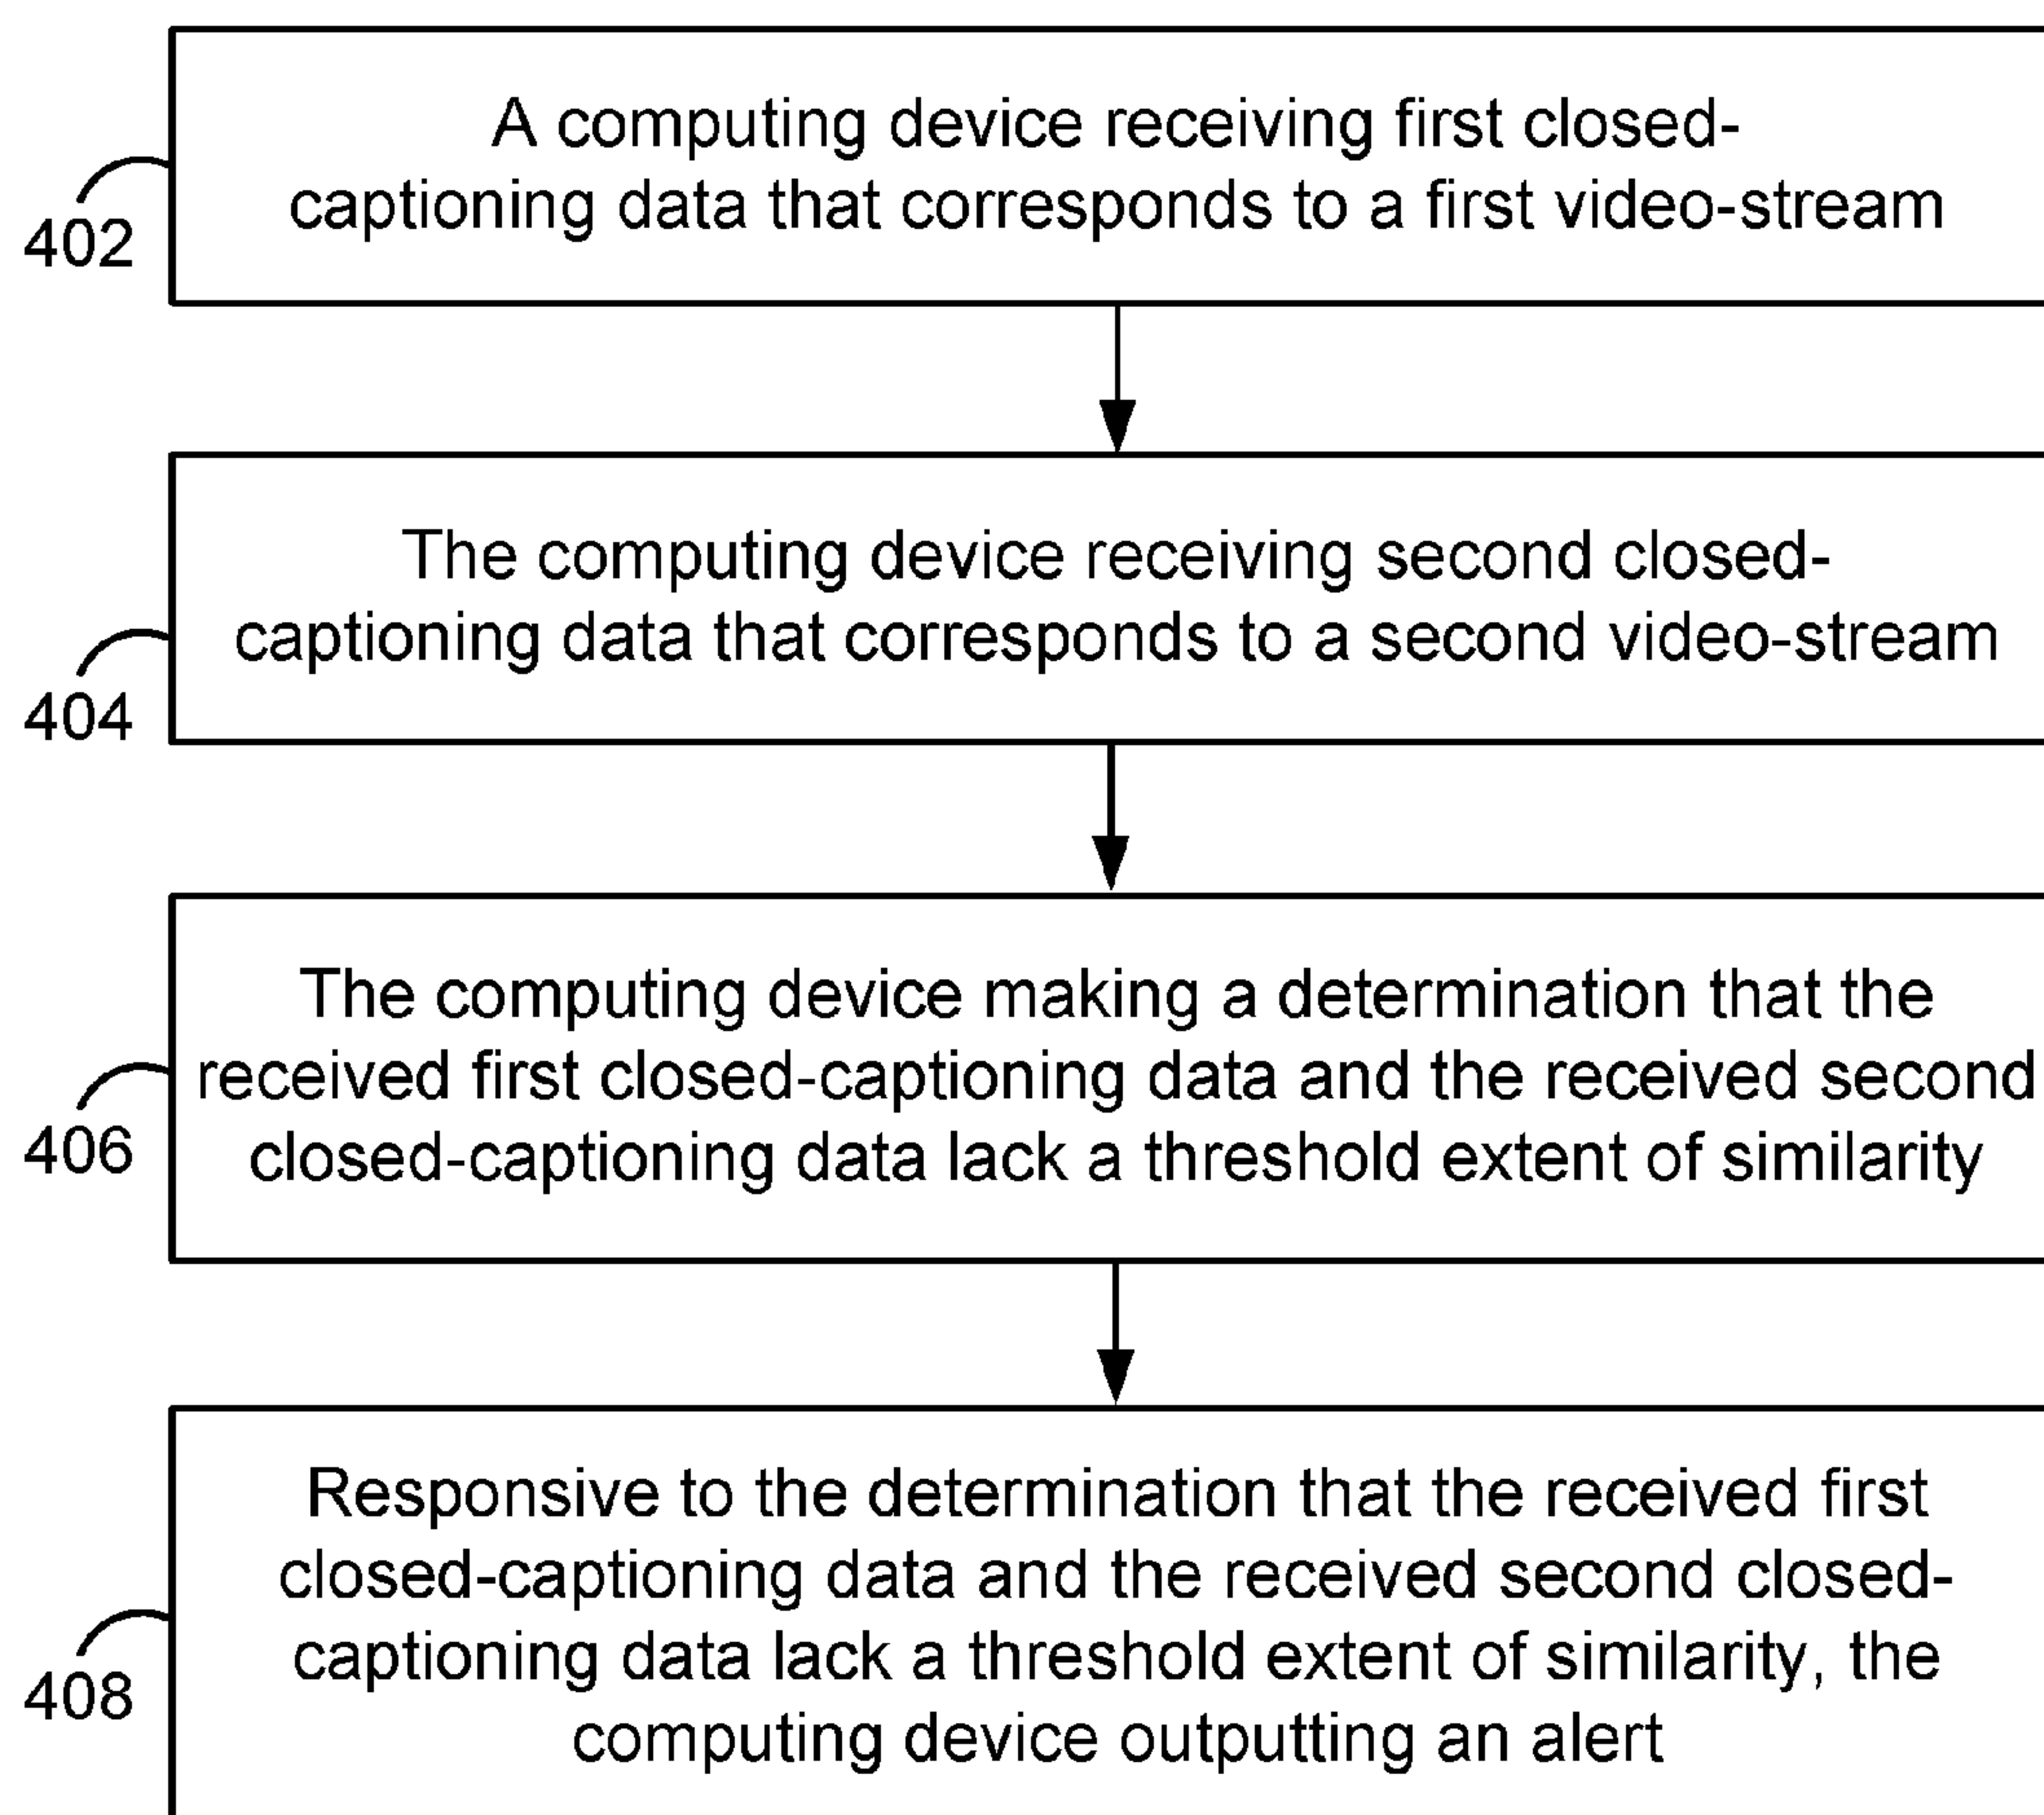 A computing device receiving first closed-
captioning data that corresponds to a first video-stream
402
The computing device receiving second closed-
captioning data that corresponds to a second video-stream
404
The computing device making a determination that the
received first closed-captioning data and the received second
closed-captioning data lack a threshold extent of similarity
406
Responsive to the determination that the received first
closed-captioning data and the received second closed-
captioning data lack a threshold extent of similarity, the
computing device outputting an alert
408